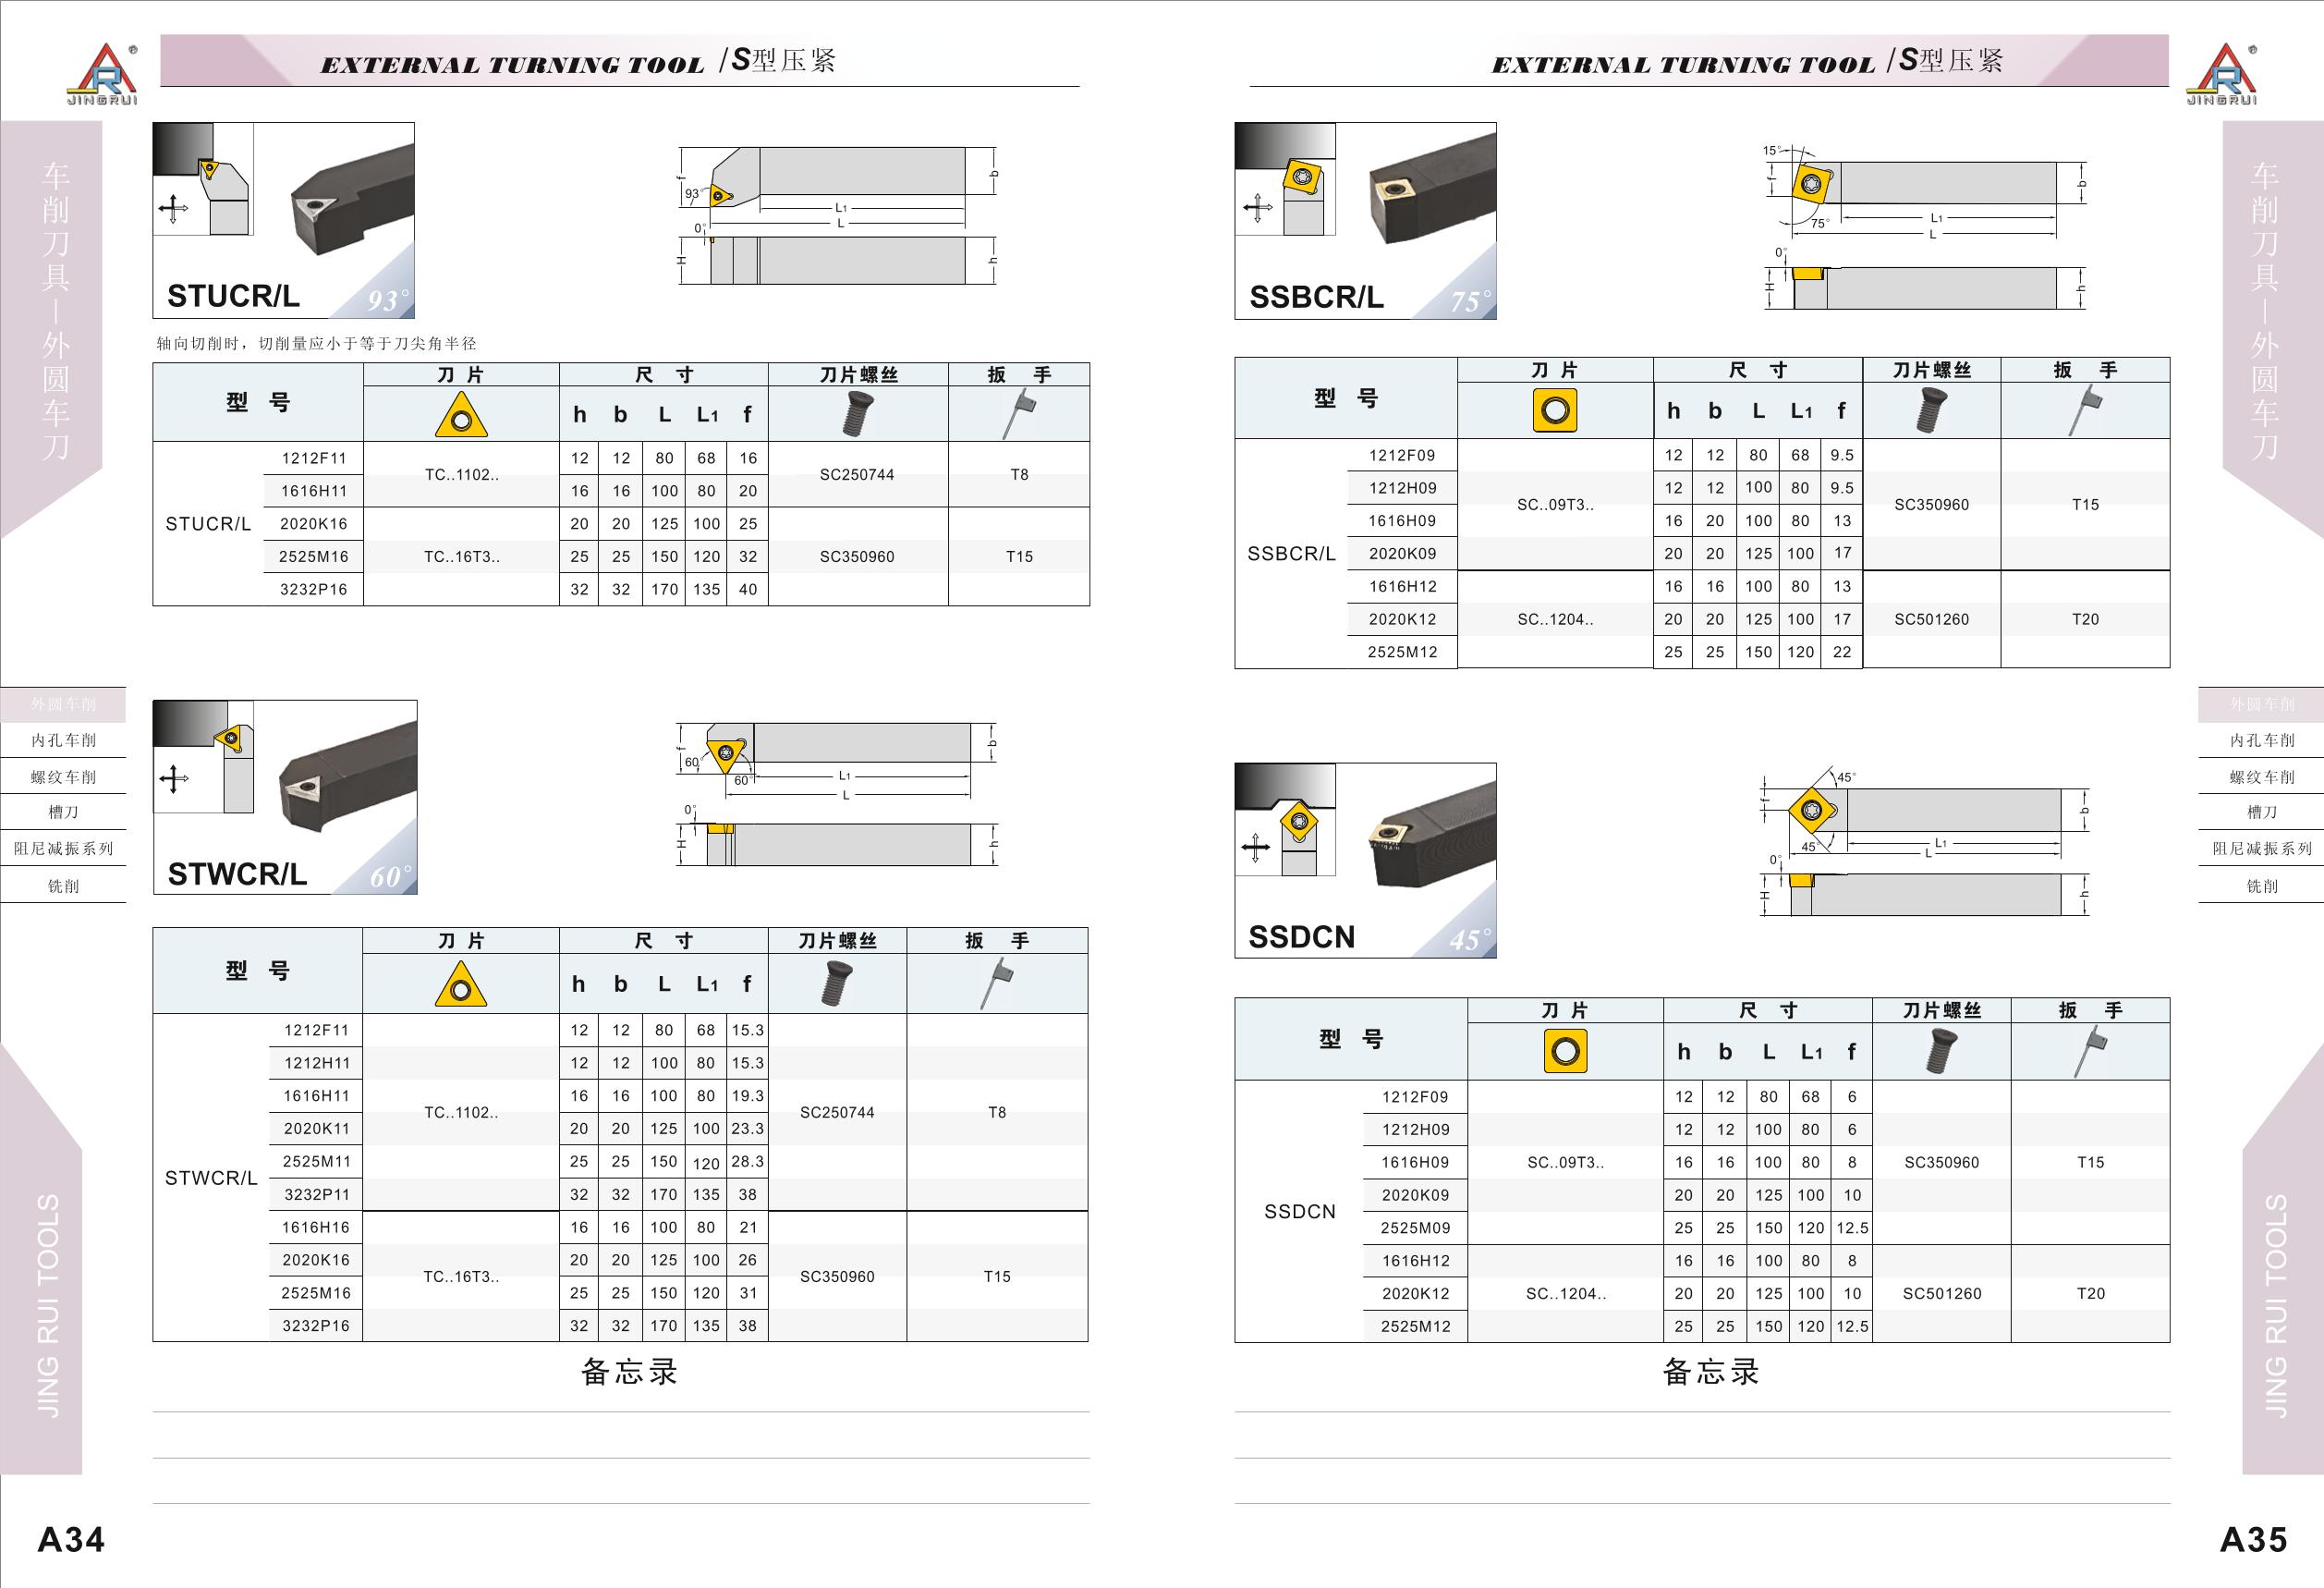 JINGRUI ®
EXTERNAL TURNING TOOL /S型压紧
车削刀具—外圆车刀
外圆车削
内孔车削
螺纹车削
槽刀
阻尼减振系列
铣削
JING RUI TOOLS
STUCR/L 93°
f 93° b
L1
L
0°
H h
轴向切削时，切削量应小于等于刀尖角半径
型 号 刀 片 尺 寸 刀片螺丝 扳 手
h b L L1 f
STUCR/L
1212F11 TC..1102.. 12 12 80 68 16 SC250744 T8
1616H11 16 16 100 80 20
2020K16 20 20 125 100 25
2525M16 TC..16T3.. 25 25 150 120 32 SC350960 T15
3232P16 32 32 170 135 40
STWCR/L 60°
f 60° 60° b
L1
L
0°
H h
型 号 刀 片 尺 寸 刀片螺丝 扳 手
h b L L1 f
1212F11 12 12 80 68 15.3
1212H11 12 12 100 80 15.3
1616H11 16 16 100 80 19.3
TC..1102.. SC250744 T8
2020K11 20 20 125 100 23.3
2525M11 25 25 150 120 28.3
STWCR/L
3232P11 32 32 170 135 38
1616H16 16 16 100 80 21
2020K16 20 20 125 100 26
TC..16T3.. SC350960 T15
2525M16 25 25 150 120 31
3232P16 32 32 170 135 38
备忘录
A34
EXTERNAL TURNING TOOL /S型压紧
JINGRUI ®
车削刀具—外圆车刀
外圆车削
内孔车削
螺纹车削
槽刀
阻尼减振系列
铣削
JING RUI TOOLS
SSBCR/L 75°
15°
f b
75° L1
L
0°
H h
型 号 刀 片 尺 寸 刀片螺丝 扳 手
h b L L1 f
1212F09 12 12 80 68 9.5
1212H09 12 12 100 80 9.5
SC..09T3.. SC350960 T15
1616H09 16 20 100 80 13
SSBCR/L 2020K09 20 20 125 100 17
1616H12 16 16 100 80 13
2020K12 SC..1204.. 20 20 125 100 17 SC501260 T20
2525M12 25 25 150 120 22
SSDCN 45°
45°
f b
45° L1
L
0°
H h
型 号 刀 片 尺 寸 刀片螺丝 扳 手
h b L L1 f
1212F09 12 12 80 68 6
1212H09 12 12 100 80 6
1616H09 SC..09T3.. 16 16 100 80 8 SC350960 T15
2020K09 20 20 125 100 10
SSDCN
2525M09 25 25 150 120 12.5
1616H12 16 16 100 80 8
2020K12 SC..1204.. 20 20 125 100 10 SC501260 T20
2525M12 25 25 150 120 12.5
备忘录
A35